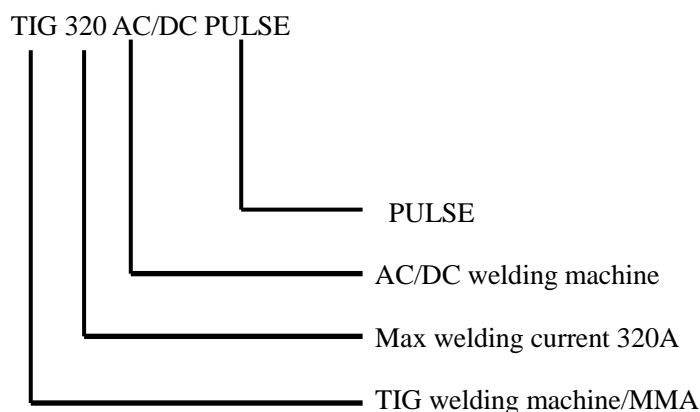 TIG 320 AC/DC PULSE
PULSE
AC/DC welding machine
Max welding current 320A
TIG welding machine/MMA